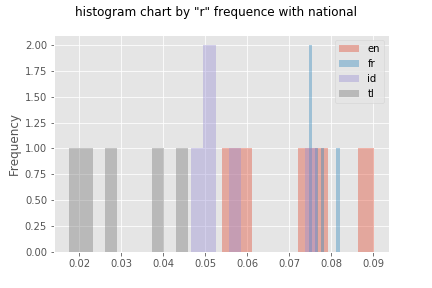 histogram chart by "r" frequence with national
en
fr
id
tl
Frequency
2.00
1.75
1.50
1.25
1.00
0.75
0.50
0.25
0.00
0.02 0.03 0.04 0.05 0.06 0.07 0.08 0.09